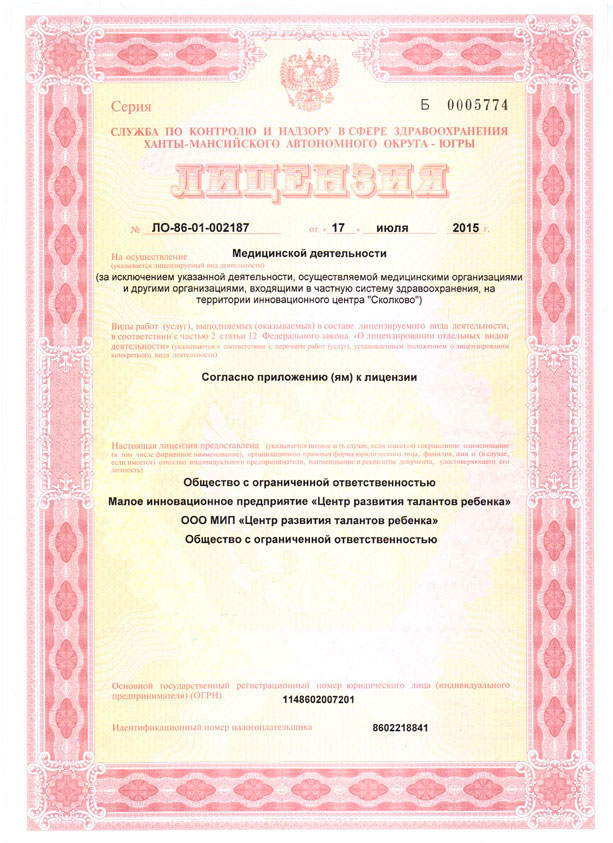 Серия Б 0005774
СЛУЖБА ПО КОНТРОЛЮ И НАДЗОРУ В СФЕРЕ ЗДРАВООХРАНЕНИЯ
ХАНТЫ-МАНСИЙСКОГО АВТОНОМНОГО ОКРУГА - ЮГРЫ
ЛИЦЕНЗИЯ
№ ЛО-86-01-002187 от 17 июля 2015 г.
На осуществление Медицинской деятельности
(указывается лицензируемый вид деятельности)
(за исключением указанной деятельности, осуществляемой медицинскими организациями
и другими организациями, входящими в частную систему здравоохранения, на
территории инновационного центра "Сколково")
Виды работ (услуг), выполняемых (оказываемых) в составе лицензируемого вида деятельности,
в соответствии с частью 2 статьи 12 Федерального закона «О лицензировании отдельных видов
деятельности» (указываются в соответствии с перечнем работ (услуг), установленным положением о лицензировании
конкретного вида деятельности)
Согласно приложению (ям) к лицензии
Настоящая лицензия предоставлена (указывается полное и (в случае, если имеется) сокращенное наименование
(в том числе фирменное наименование), организационно-правовая форма юридического лица, фамилия, имя и (в случае,
если имеется) отчество индивидуального предпринимателя, наименование и реквизиты документа, удостоверяющего его
личность)
Общество с ограниченной ответственностью
Малое инновационное предприятие «Центр развития талантов ребенка»
ООО МИП «Центр развития талантов ребенка»
Общество с ограниченной ответственностью
Основной государственный регистрационный номер юридического лица (индивидуального
предпринимателя) (ОГРН) 1148602007201
Идентификационный номер налогоплательщика 8602218841